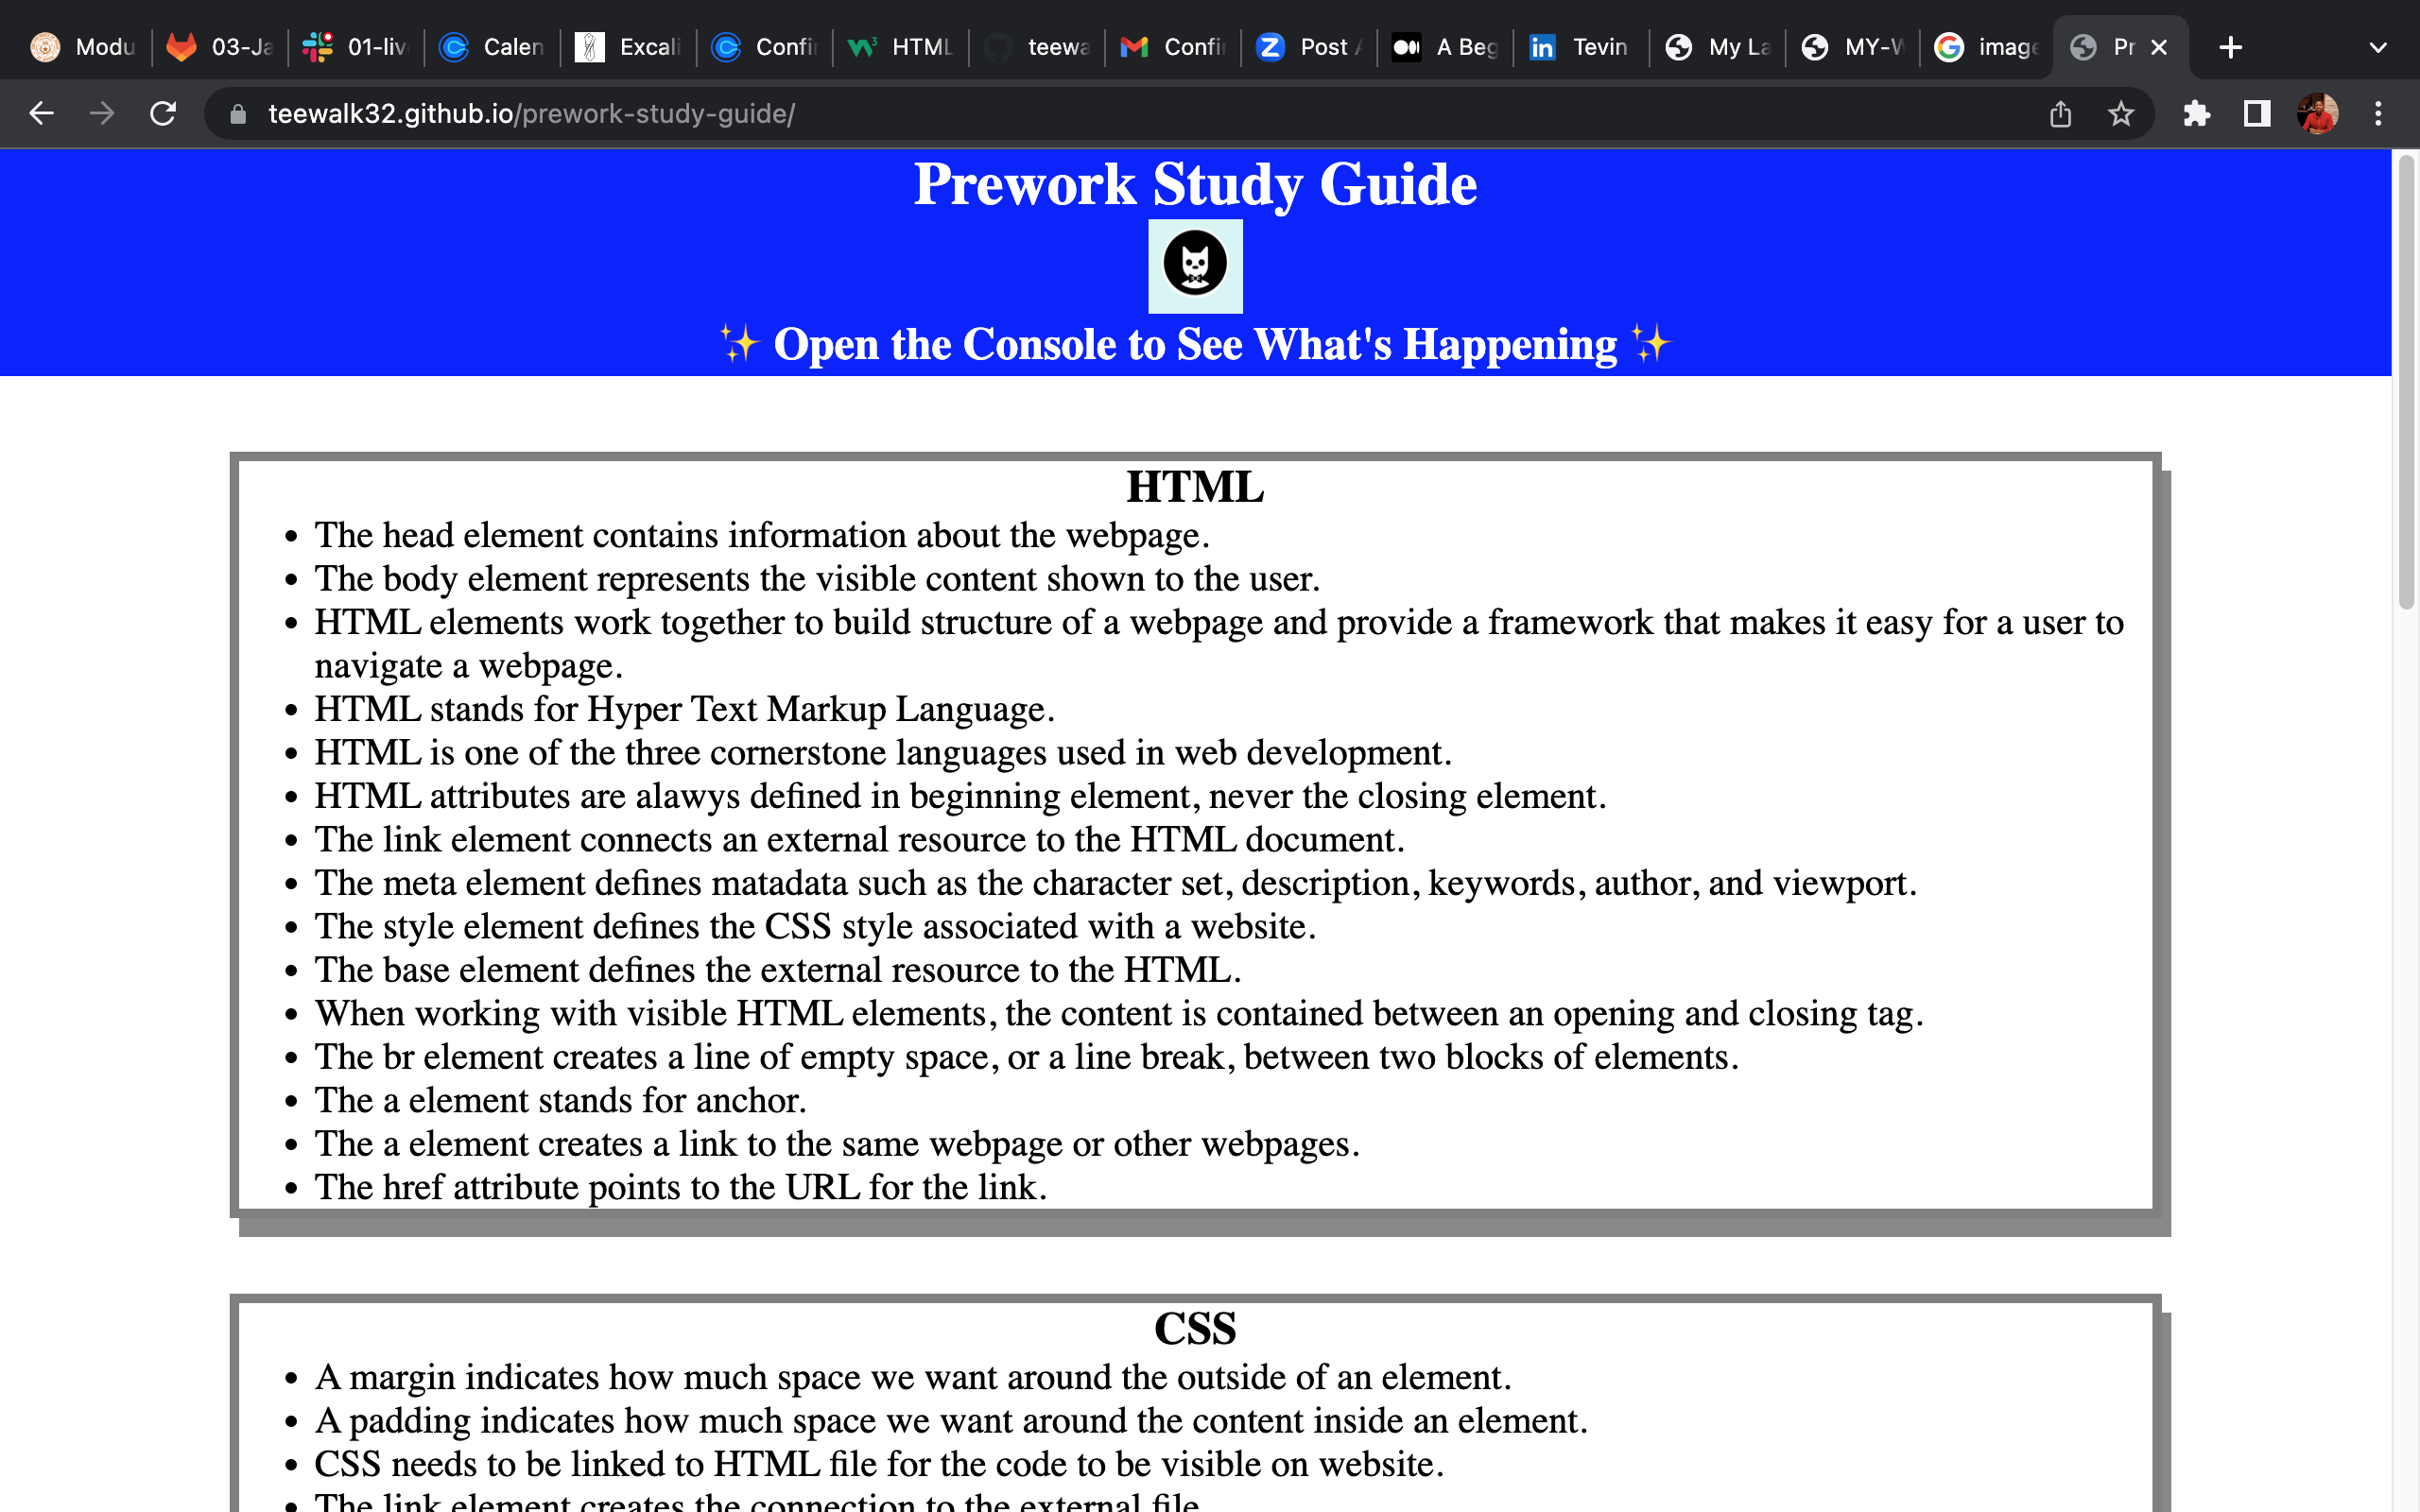 Modu 03-Ja 01-liv Calen Excali Confir HTML teewa Confir Post A Beg Tevin My La MY-W image Pr
teewalk32.github.io/prework-study-guide/
Prework Study Guide
✨ Open the Console to See What's Happening ✨
HTML
• The head element contains information about the webpage.
• The body element represents the visible content shown to the user.
• HTML elements work together to build structure of a webpage and provide a framework that makes it easy for a user to
navigate a webpage.
• HTML stands for Hyper Text Markup Language.
• HTML is one of the three cornerstone languages used in web development.
• HTML attributes are alawys defined in beginning element, never the closing element.
• The link element connects an external resource to the HTML document.
• The meta element defines matadata such as the character set, description, keywords, author, and viewport.
• The style element defines the CSS style associated with a website.
• The base element defines the external resource to the HTML.
• When working with visible HTML elements, the content is contained between an opening and closing tag.
• The br element creates a line of empty space, or a line break, between two blocks of elements.
• The a element stands for anchor.
• The a element creates a link to the same webpage or other webpages.
• The href attribute points to the URL for the link.
CSS
• A margin indicates how much space we want around the outside of an element.
• A padding indicates how much space we want around the content inside an element.
• CSS needs to be linked to HTML file for the code to be visible on website.
• The link element creates the connection to the external file